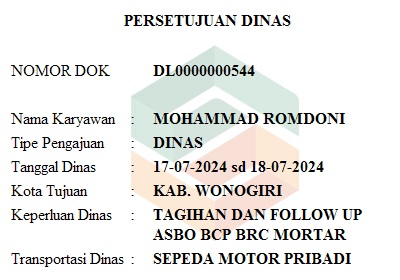 PERSETUJUAN DINAS
NOMOR DOK DL0000000544
Nama Karyawan : MOHAMMAD ROMDONI
Tipe Pengajuan : DINAS
Tanggal Dinas : 17-07-2024 sd 18-07-2024
Kota Tujuan : KAB. WONOGIRI
Keperluan Dinas : TAGIHAN DAN FOLLOW UP
ASBO BCP BRC MORTAR
Transportasi Dinas : SEPEDA MOTOR PRIBADI